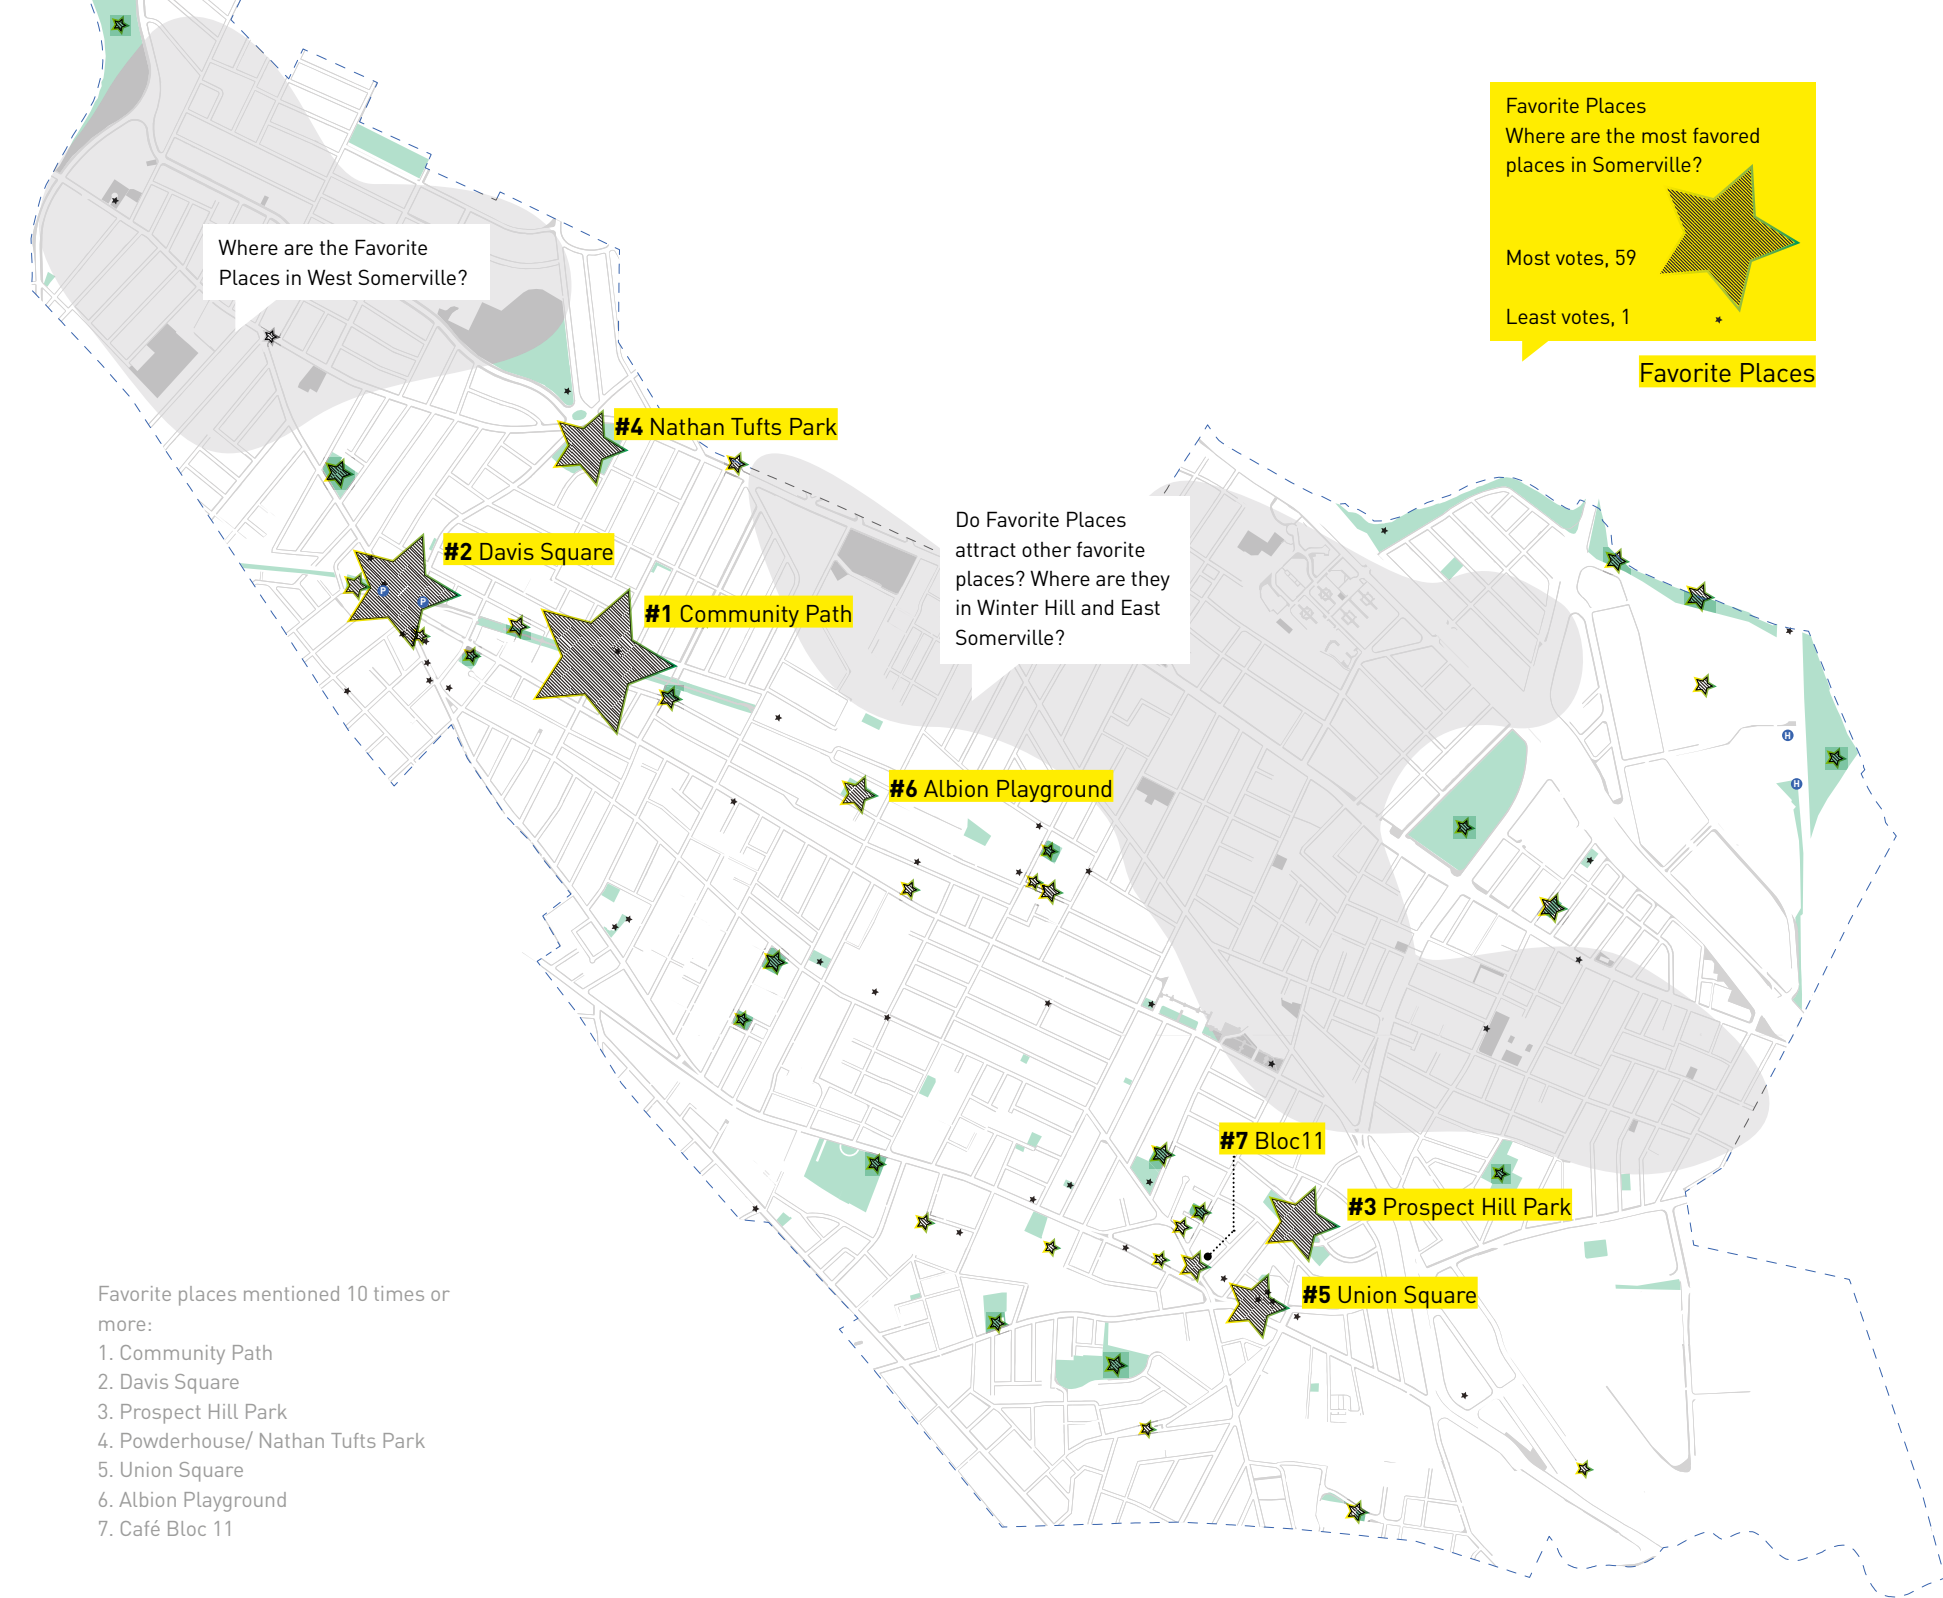 Favorite Places
Where are the most favored
places in Somerville?
Most votes, 59
Least votes, 1
Favorite Places
Where are the Favorite
Places in West Somerville?
#4 Nathan Tufts Park
Do Favorite Places
attract other favorite
places? Where are they
in Winter Hill and East
Somerville?
#2 Davis Square
P
P
#1 Community Path
H
H
#6 Albion Playground
#7 Bloc11
#3 Prospect Hill Park
#5 Union Square
Favorite places mentioned 10 times or
more:
1. Community Path
2. Davis Square
3. Prospect Hill Park
4. Powderhouse/ Nathan Tufts Park
5. Union Square
6. Albion Playground
7. Café Bloc 11